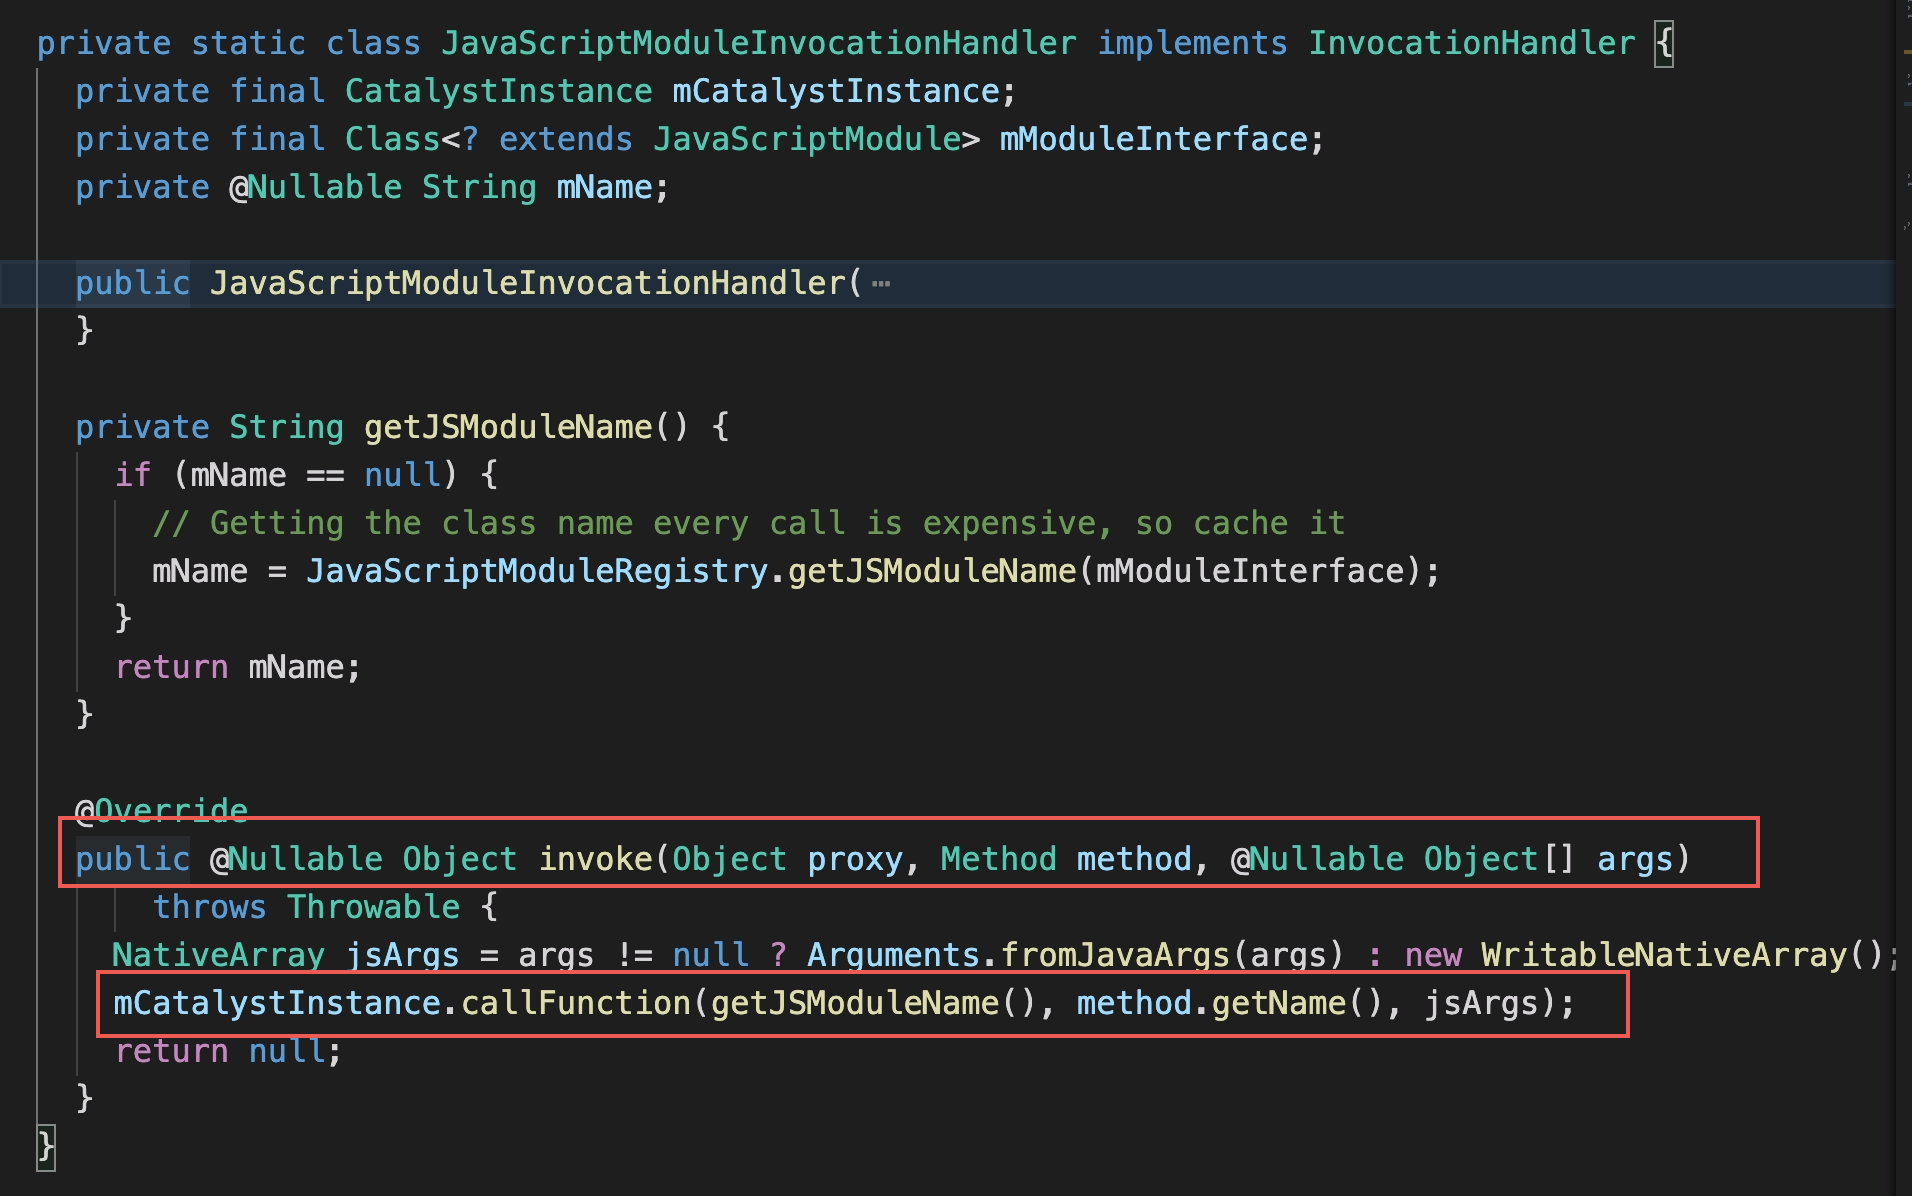 private static class JavaScriptModuleInvocationHandler implements InvocationHandler {
private final CatalystInstance mCatalystInstance;
private final Class<? extends JavaScriptModule> mModuleInterface;
private @Nullable String mName;
public JavaScriptModuleInvocationHandler( ⋯
}
private String getJSModuleName() {
if (mName == null) {
// Getting the class name every call is expensive, so cache it
mName = JavaScriptModuleRegistry.getJSModuleName(mModuleInterface);
}
return mName;
}
@Override
public @Nullable Object invoke(Object proxy, Method method, @Nullable Object[] args)
throws Throwable {
NativeArray jsArgs = args != null ? Arguments.fromJavaArgs(args) : new WritableNativeArray();
mCatalystInstance.callFunction(getJSModuleName(), method.getName(), jsArgs);
return null;
}
}